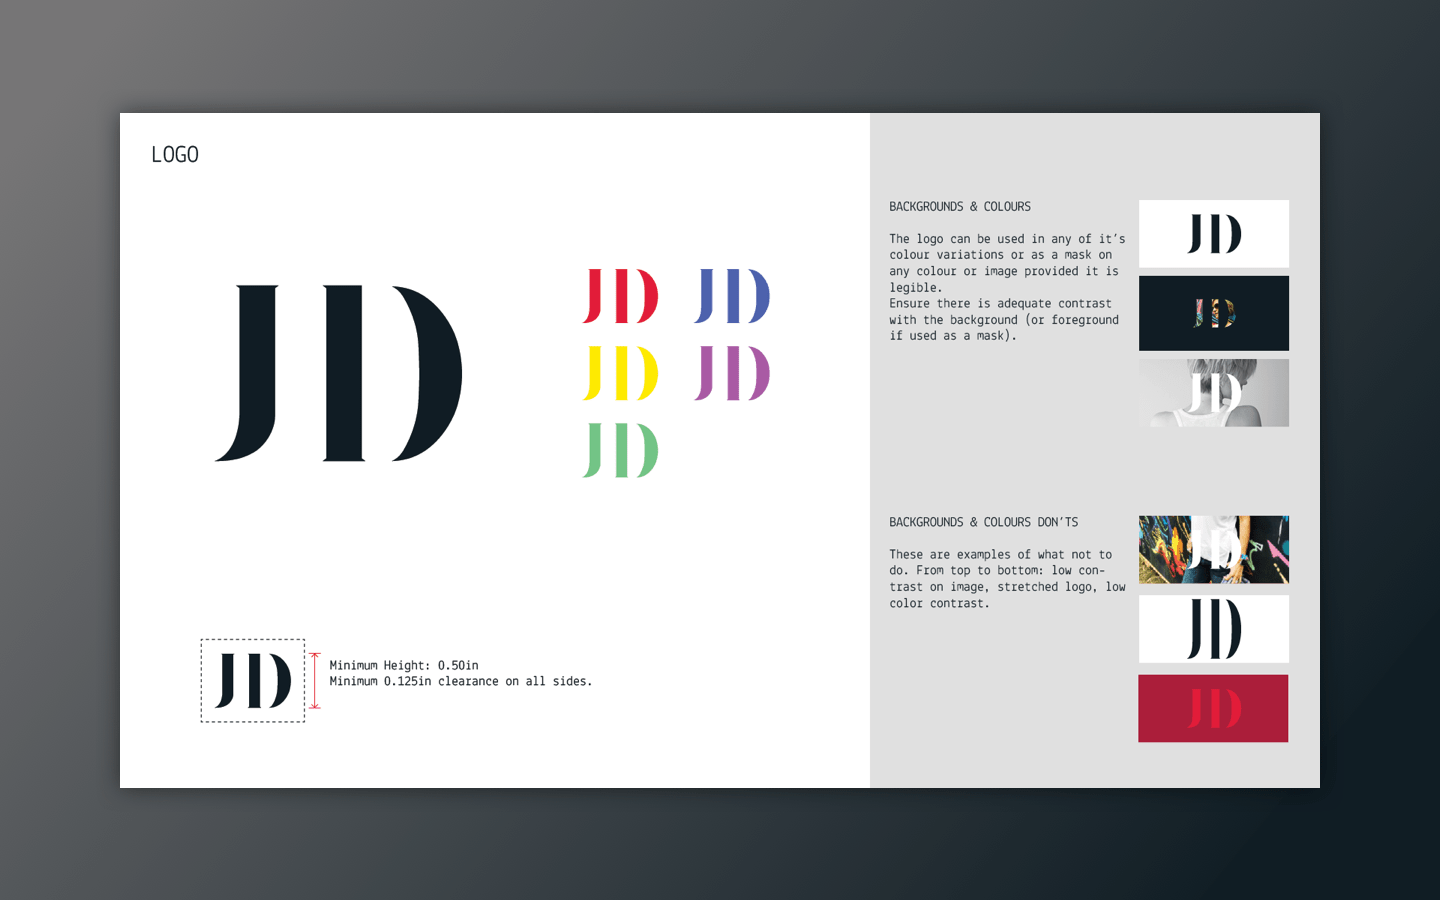 LOGO
JD
JD JD
JD JD
JD
JD
Minimum Height: 0.50in
Minimum 0.125in clearance on all sides.
BACKGROUNDS & COLOURS
The logo can be used in any of it's
colour variations or as a mask on
any colour or image provided it is
legible.
Ensure there is adequate contrast
with the background (or foreground
if used as a mask).
JD
JD
JD
BACKGROUNDS & COLOURS DON'TS
These are examples of what not to
do. From top to bottom: low con-
trast on image, stretched logo, low
color contrast.
JD
JD
JD